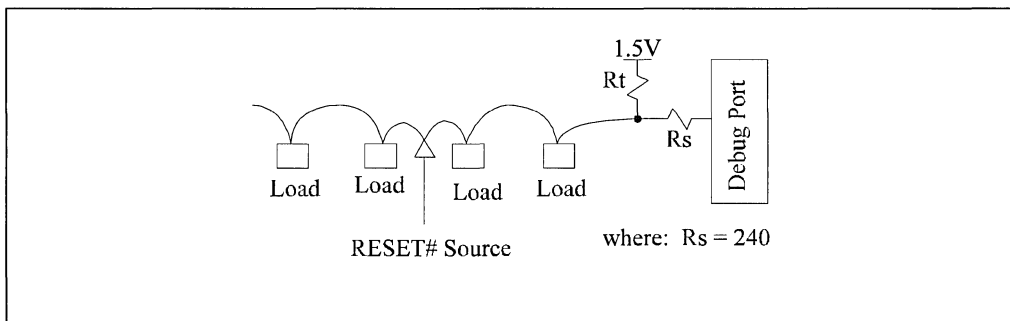 1.5V
Rt
Rs
Debug Port
Load
Load
Load
Load
RESET# Source
where: Rs = 240